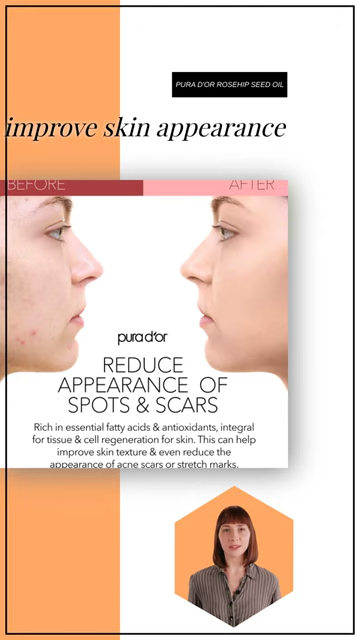 PURA D'OR ROSEHIP SEED OIL
improve skin appearance
BEFORE
AFTER
pura d'or
REDUCE
APPEARANCE OF
SPOTS & SCARS
Rich in essential fatty acids & antioxidants, integral
for tissue & cell regeneration for skin. This can help
improve skin texture & even reduce the
appearance of acne scars or stretch marks.